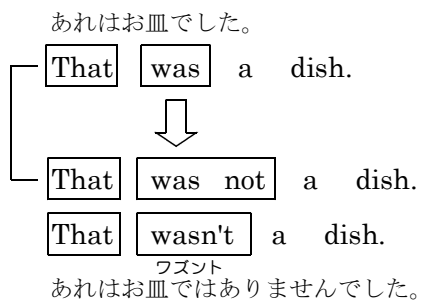 あれはお皿でした。
That was a dish.
That was not a dish.
That wasn't a dish.
ワズント
あれはお皿ではありませんでした。